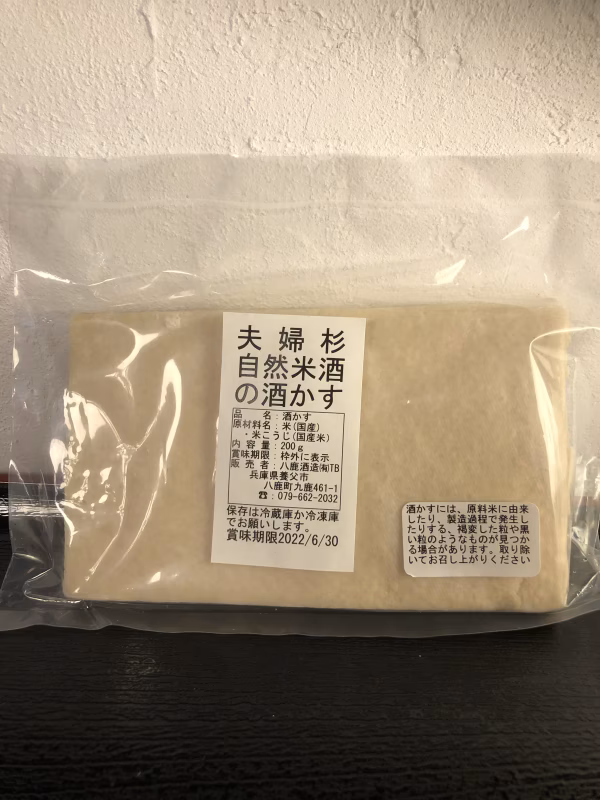 夫婦杉
自然米酒
の酒かす
品　　名：酒かす
原材料名：米(国産)
・米こうじ(国産米)
内容量：200g
賞味期限：枠外に表示
販売者：八鹿酒造㈲TB
兵庫県養父市
八鹿町九鹿461-1
☎：079-662-2032
保存は冷蔵庫か冷凍庫
でお願いします。
賞味期限2022/6/30
酒かすには、原料米に由来
したり、製造過程で発生し
たりする、褐変した粒や黒
い粒のようなものが見つか
る場合があります。取り除
いてお召し上がりください